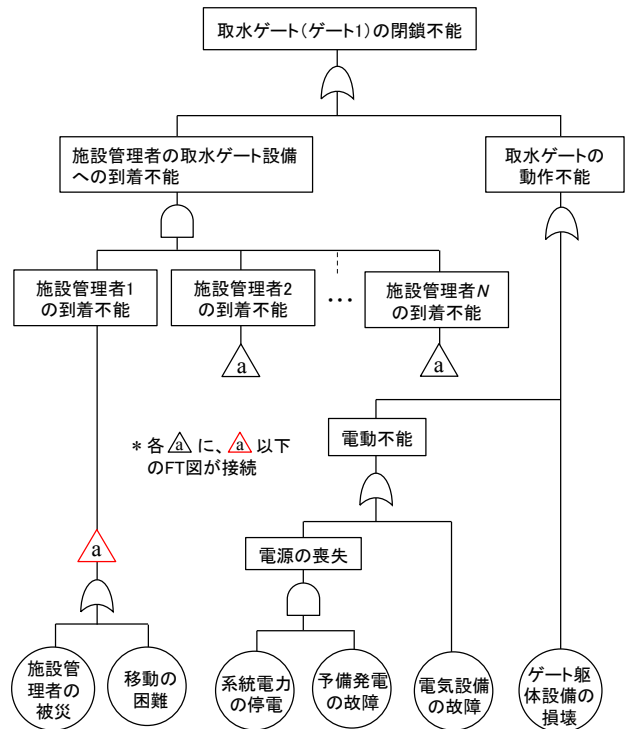 取水ゲート（ゲート1）の閉鎖不能
施設管理者の取水ゲート設備
への到着不能
取水ゲートの
動作不能
施設管理者1
の到着不能
施設管理者2
の到着不能
…
施設管理者N
の到着不能
a
a
電動不能
＊各 a に、a 以下
のFT図が接続
a
電源の喪失
施設管
理者の
被災
移動の
困難
系統電力
の停電
予備発電
の故障
電気設備
の故障
ゲート躯
体設備の
損壊